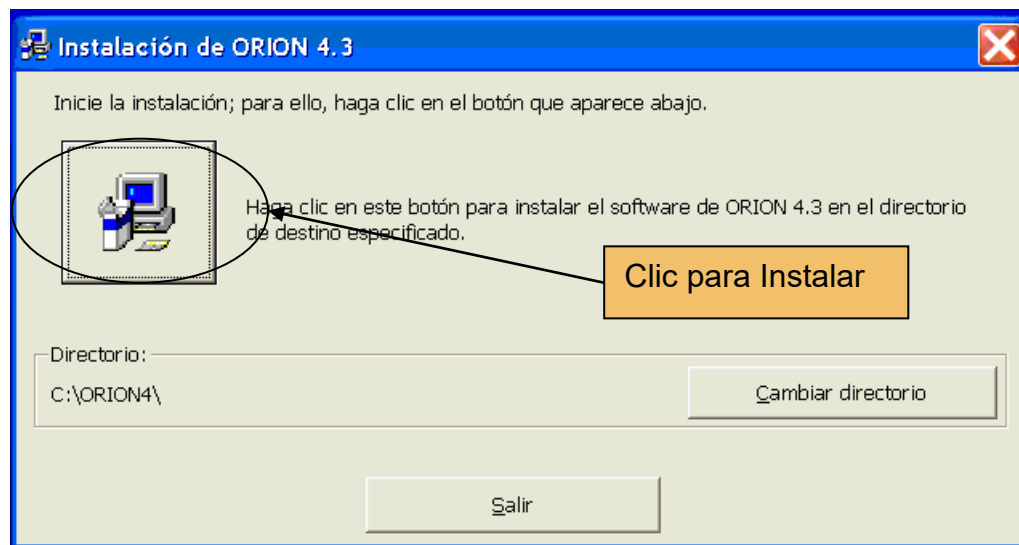 Instalación de ORION 4.3
Inicie la instalación; para ello, haga clic en el botón que aparece abajo.
Haga clic en este botón para instalar el software de ORION 4.3 en el directorio
de destino especificado.
Clic para Instalar
Directorio:
C:\ORION4\
Cambiar directorio
Salir